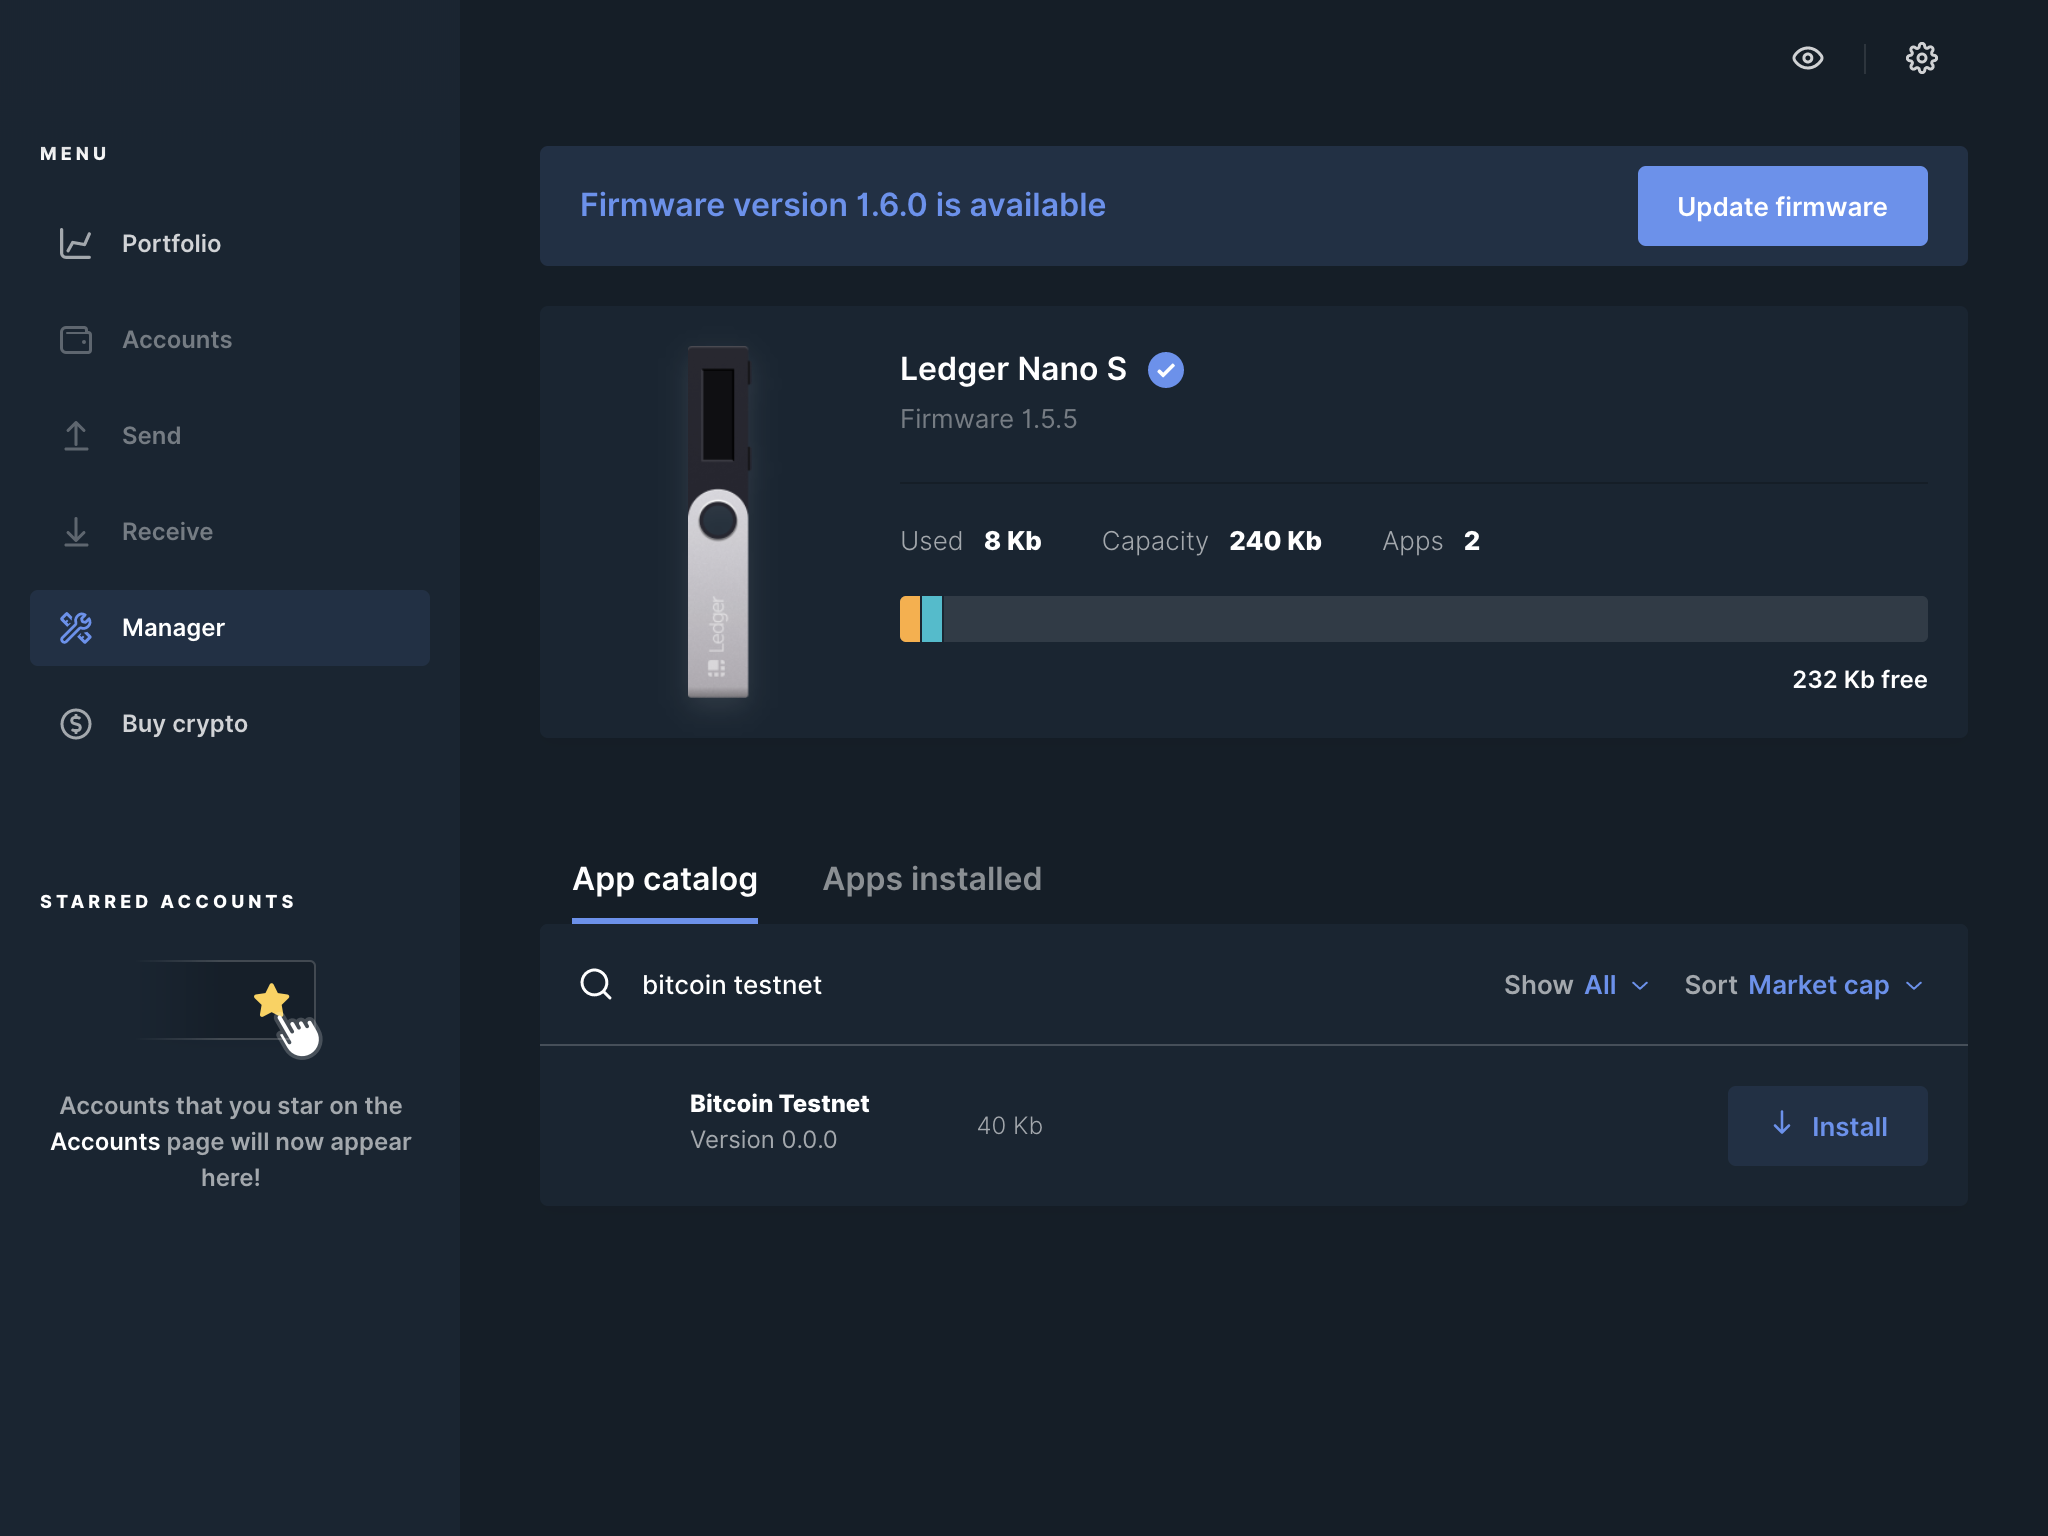 MENU
Portfolio
Accounts
Send
Receive
Manager
Buy crypto
STARRED ACCOUNTS
Accounts that you star on the
Accounts page will now appear
here!
Firmware version 1.6.0 is available
Update firmware
Ledger
Ledger Nano S
Firmware 1.5.5
Used 8 Kb Capacity 240 Kb Apps 2
232 Kb free
App catalog Apps installed
bitcoin testnet Show All Sort Market cap
Bitcoin Testnet
Version 0.0.0
40 Kb
Install